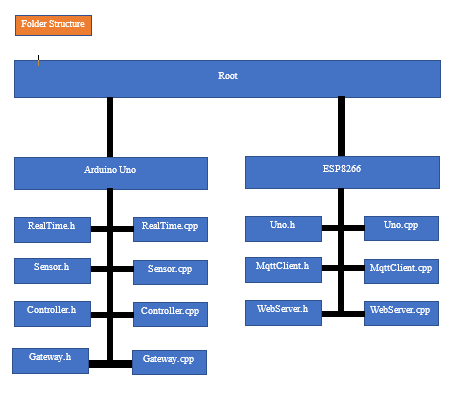 Folder Structure
Root
Arduino Uno
ESP8266
RealTime.h
RealTime.cpp
Uno.h
Uno.cpp
Sensor.h
Sensor.cpp
MqttClient.h
MqttClient.cpp
Controller.h
Controller.cpp
WebServer.h
WebServer.cpp
Gateway.h
Gateway.cpp